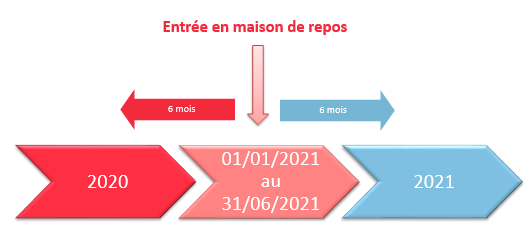 Entrée en maison de repos
6 mois
6 mois
2020
01/01/2021
au
31/06/2021
2021